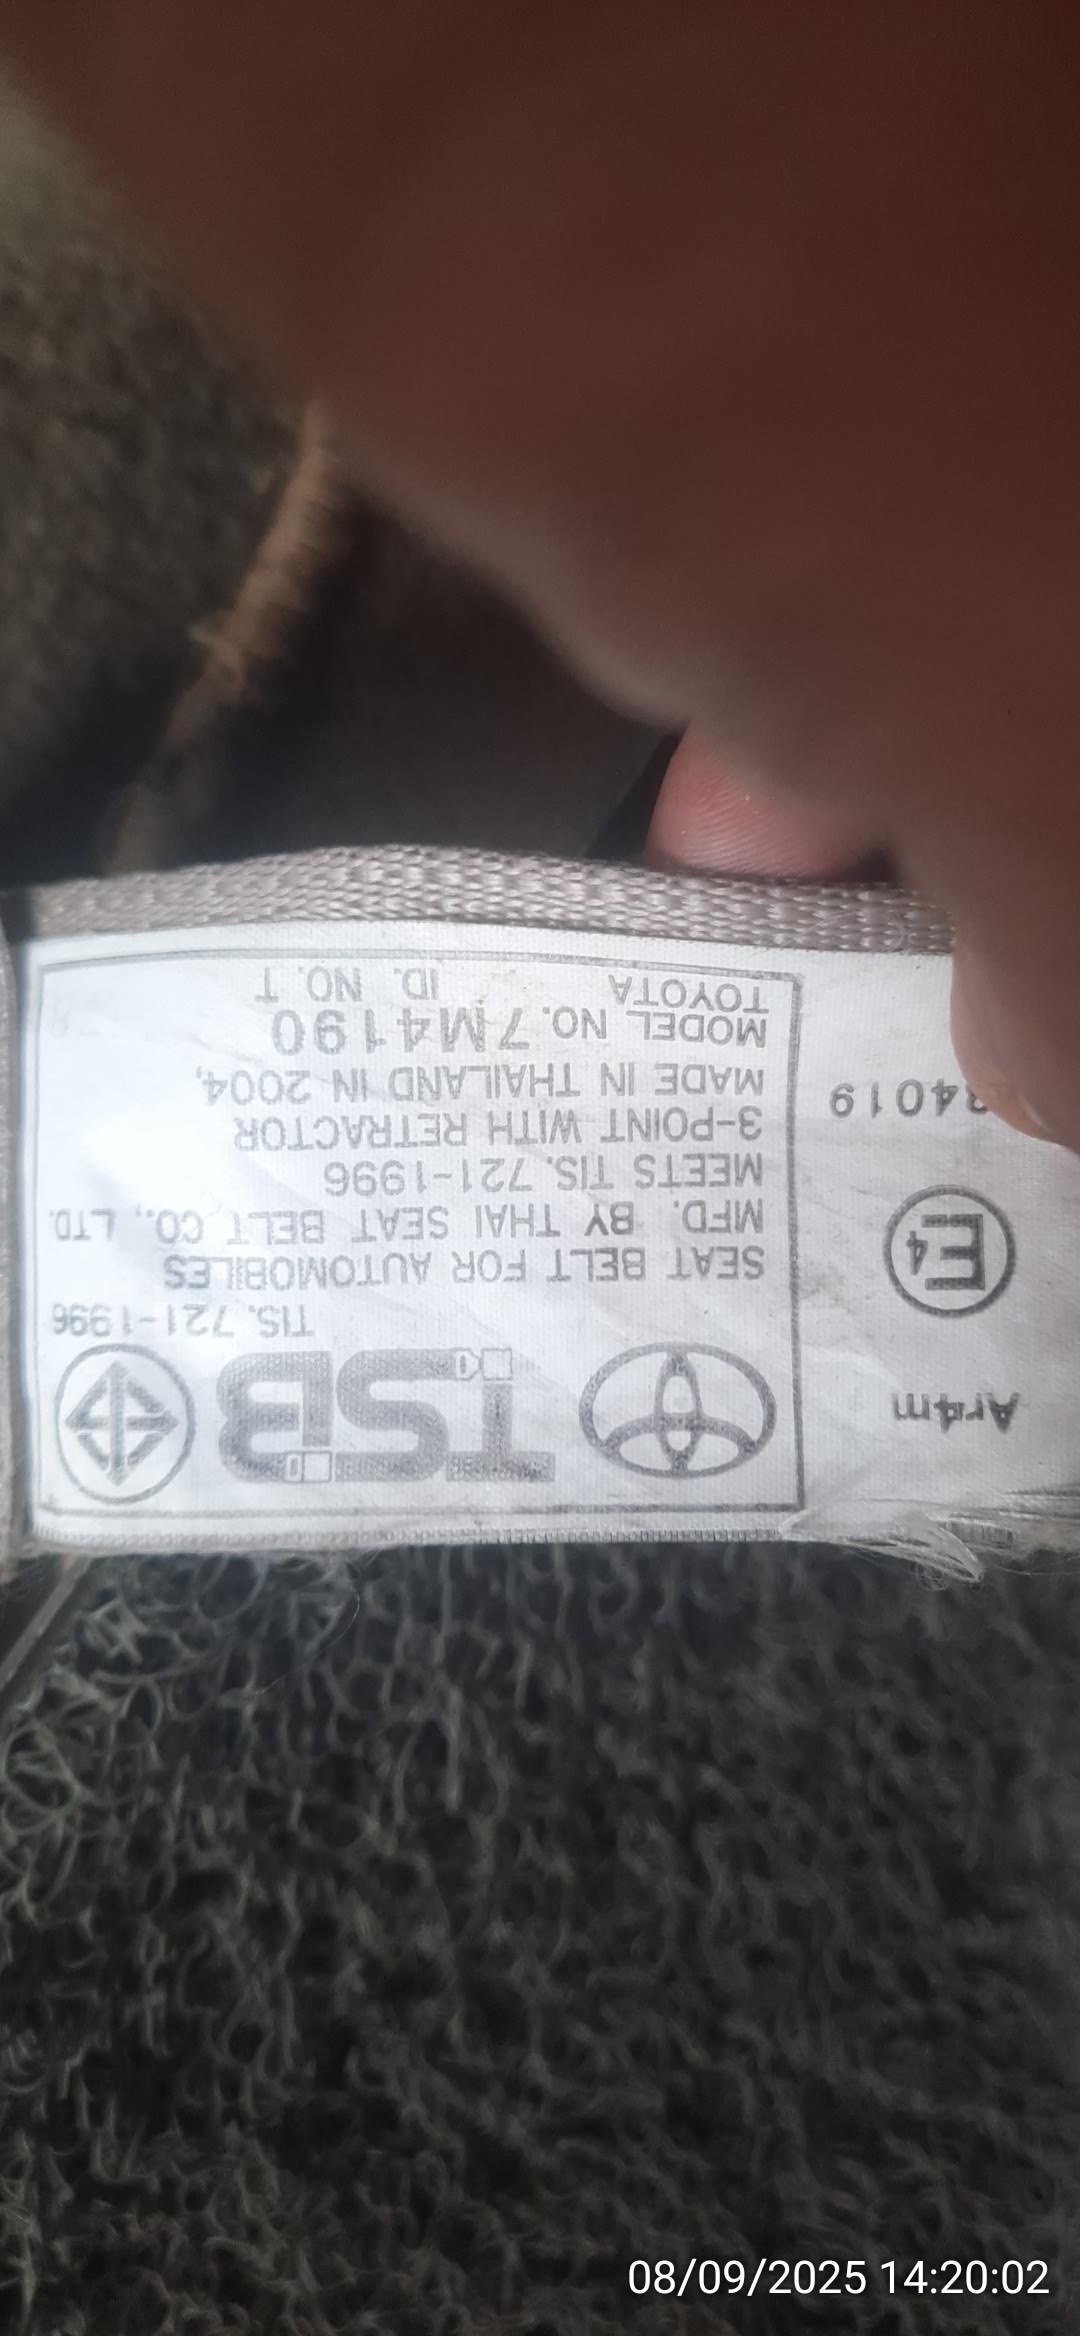 TSB
TIS. 721-1996
SEAT BELT FOR AUTOMOBILES
MFD. BY THAI SEAT BELT CO., LTD.
MEETS TIS. 721-1996
3-POINT WITH RETRACTOR
MADE IN THAILAND IN 2004,
MODEL NO. 7M4190
TOYOTA ID. NO. T
Ar4m
E4
4019
08/09/2025 14:20:02